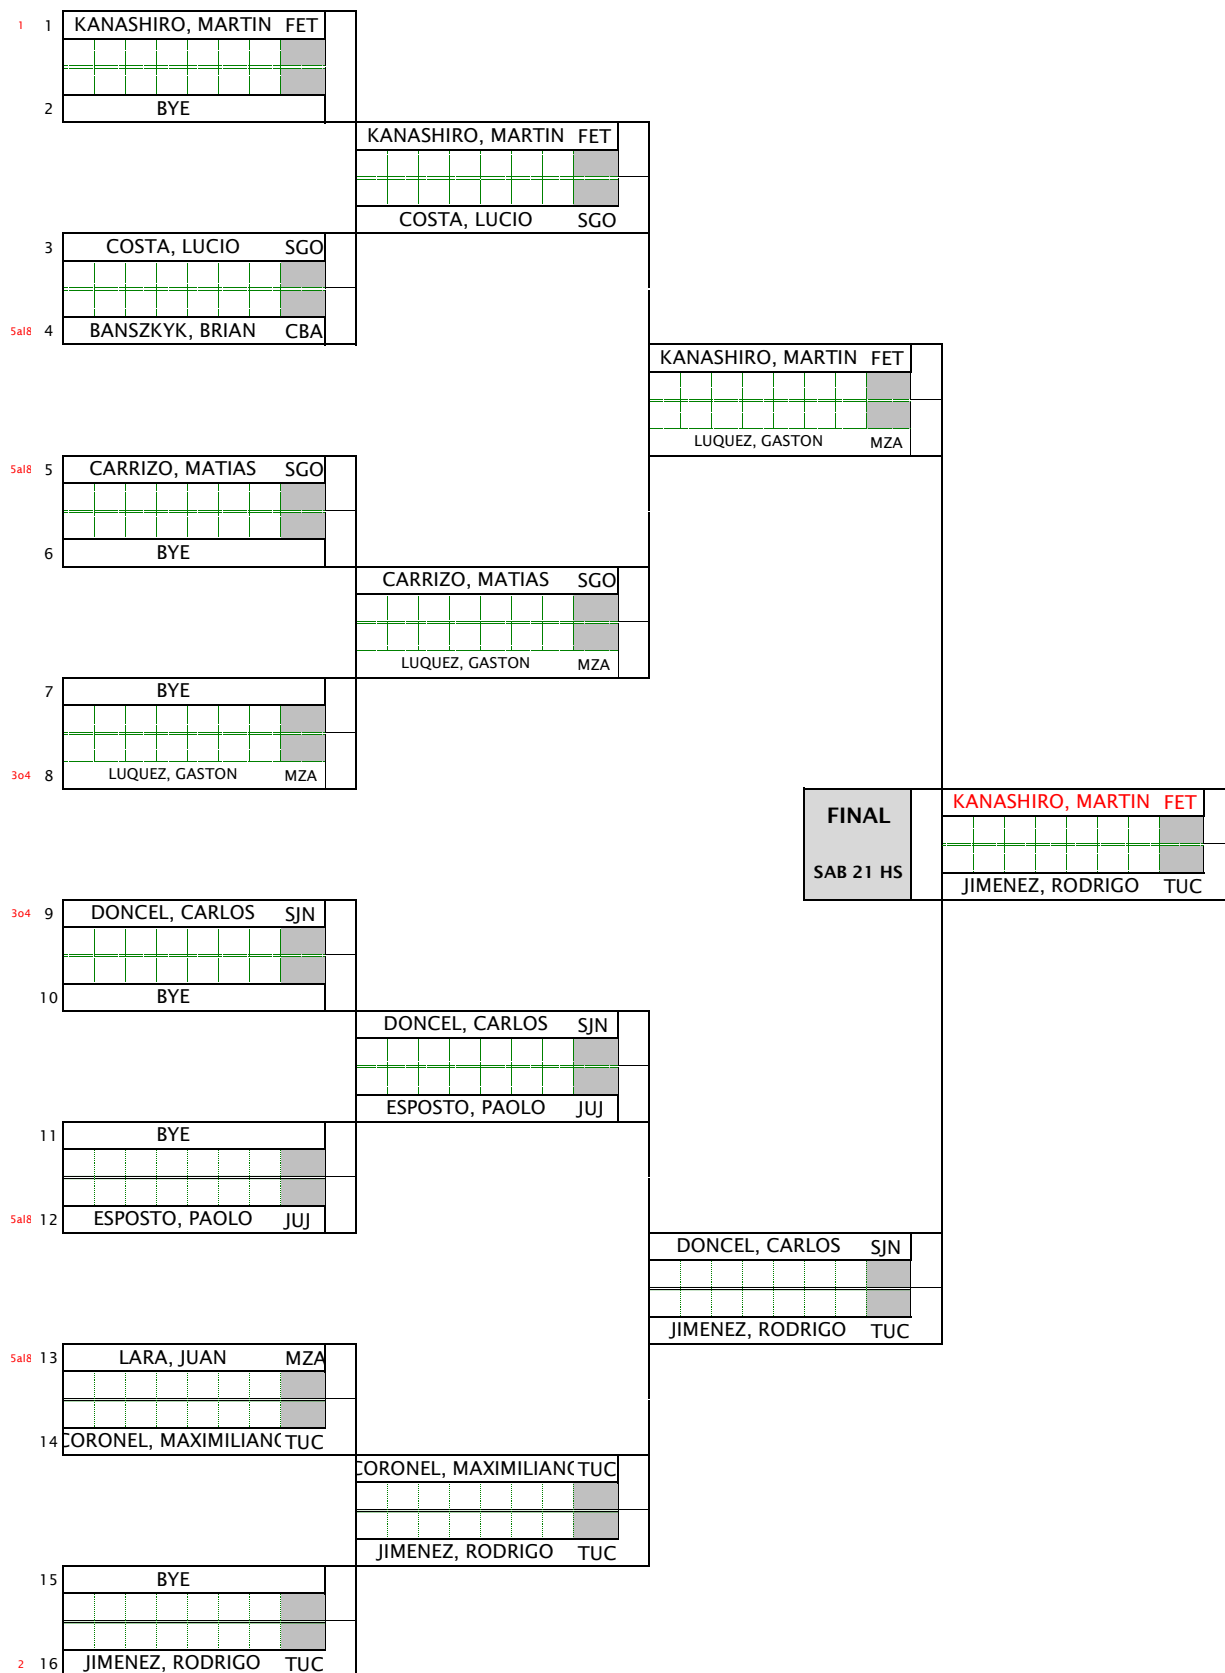 1 1 KANASHIRO, MARTIN FET
2 BYE
KANASHIRO, MARTIN FET
COSTA, LUCIO SGO
3 COSTA, LUCIO SGO
5al8 4 BANSZKYK, BRIAN CBA
KANASHIRO, MARTIN FET
LUQUEZ, GASTON MZA
5al8 5 CARRIZO, MATIAS SGO
6 BYE
CARRIZO, MATIAS SGO
LUQUEZ, GASTON MZA
7 BYE
3o4 8 LUQUEZ, GASTON MZA
FINAL
SAB 21 HS
KANASHIRO, MARTIN FET
JIMENEZ, RODRIGO TUC
3o4 9 DONCEL, CARLOS SJN
10 BYE
DONCEL, CARLOS SJN
ESPOSTO, PAOLO JUJ
11 BYE
5al8 12 ESPOSTO, PAOLO JUJ
DONCEL, CARLOS SJN
JIMENEZ, RODRIGO TUC
5al8 13 LARA, JUAN MZA
14 CORONEL, MAXIMILIANO TUC
CORONEL, MAXIMILIANO TUC
JIMENEZ, RODRIGO TUC
15 BYE
2 16 JIMENEZ, RODRIGO TUC